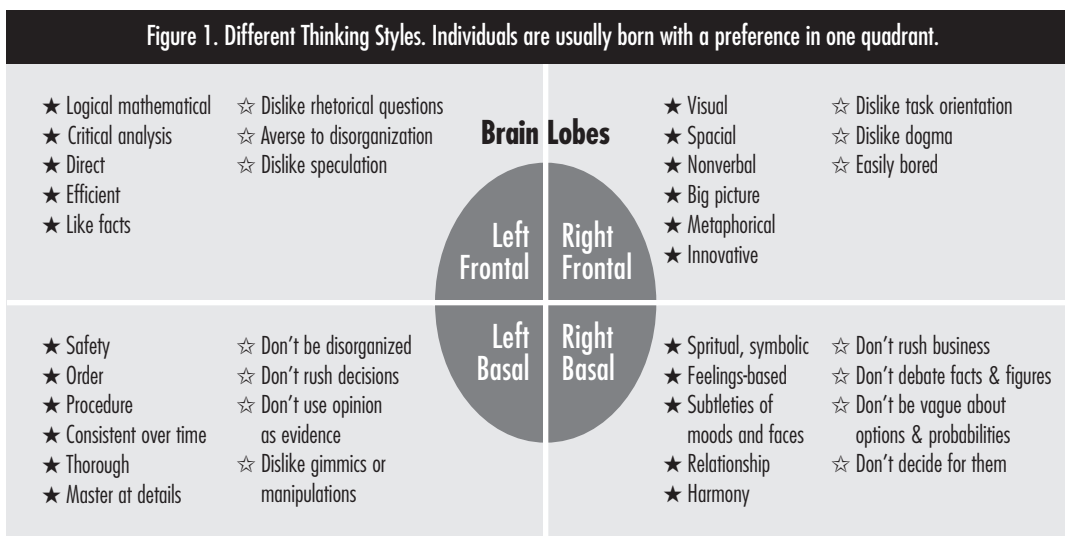 Figure 1. Different Thinking Styles. Individuals are usually born with a preference in one quadrant.
★ Logical mathematical
★ Critical analysis
★ Direct
★ Efficient
★ Like facts
☆ Dislike rhetorical questions
☆ Averse to disorganization
☆ Dislike speculation
Brain Lobes
★ Visual
★ Spacial
★ Nonverbal
★ Big picture
★ Metaphorical
★ Innovative
☆ Dislike task orientation
☆ Dislike dogma
☆ Easily bored
Left
Frontal
Right
Frontal
★ Safety
★ Order
★ Procedure
★ Consistent over time
★ Thorough
★ Master at details
☆ Don't be disorganized
☆ Don't rush decisions
☆ Don't use opinion
as evidence
☆ Dislike gimmics or
manipulations
Left
Basal
Right
Basal
★ Spritual, symbolic
★ Feelings-based
★ Subtleties of
moods and faces
★ Relationship
★ Harmony
☆ Don't rush business
☆ Don't debate facts & figures
☆ Don't be vague about
options & probabilities
☆ Don't decide for them